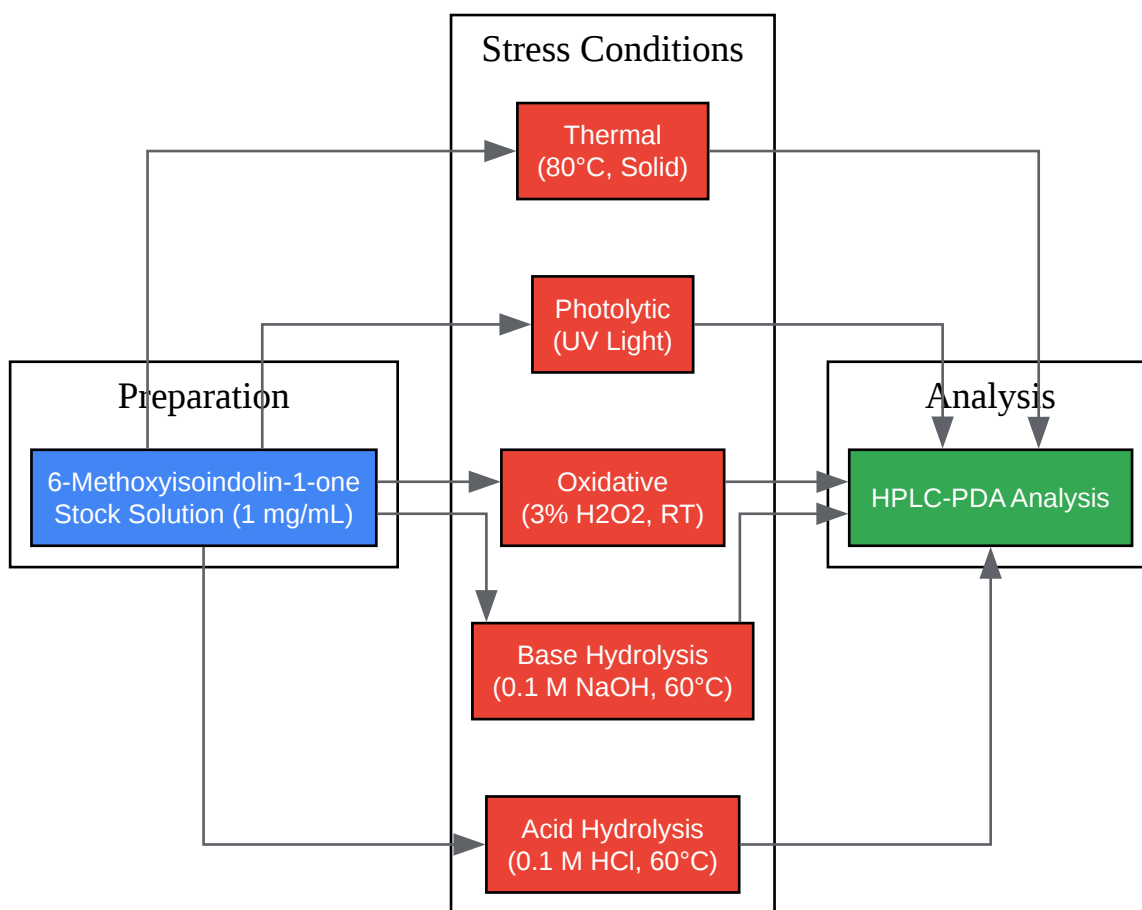 Stress Conditions
Thermal
(80°C, Solid)
Photolytic
(UV Light)
Preparation
Analysis
6-Methoxyisoindolin-1-one
Stock Solution (1 mg/mL)
Oxidative
(3% H2O2, RT)
HPLC-PDA Analysis
Base Hydrolysis
(0.1 M NaOH, 60°C)
Acid Hydrolysis
(0.1 M HCl, 60°C)